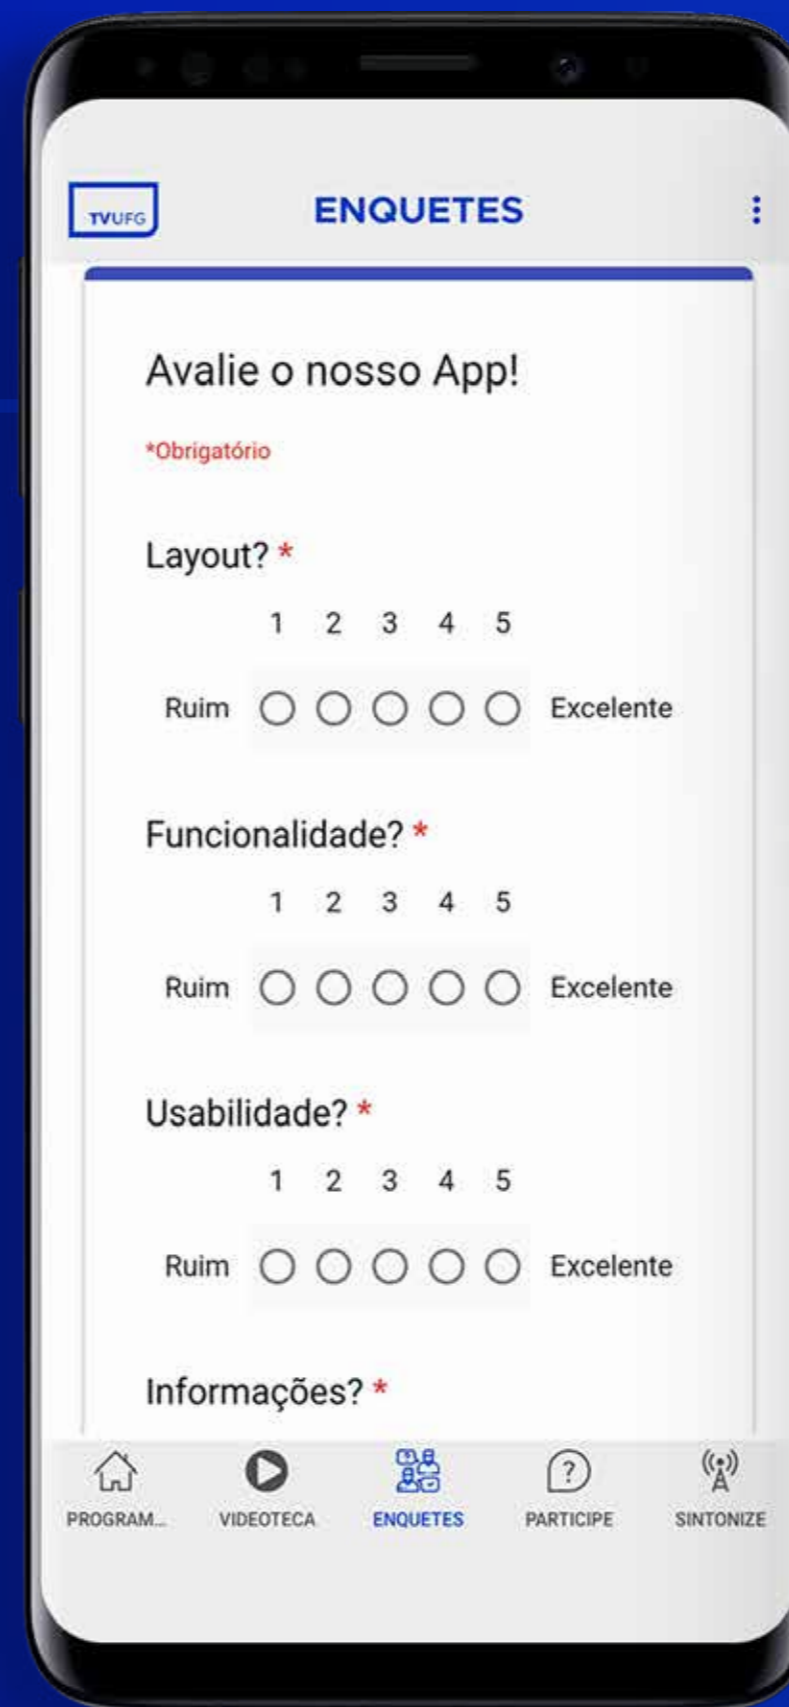 TVUFG
ENQUETES
Avalie o nosso App!
*Obrigatório
Layout? *
1 2 3 4 5
Ruim Excelente
Funcionalidade? *
1 2 3 4 5
Ruim Excelente
Usabilidade? *
1 2 3 4 5
Ruim Excelente
Informações? *
PROGRAM... VIDEOTECA ENQUETES PARTICIPE SINTONIZE